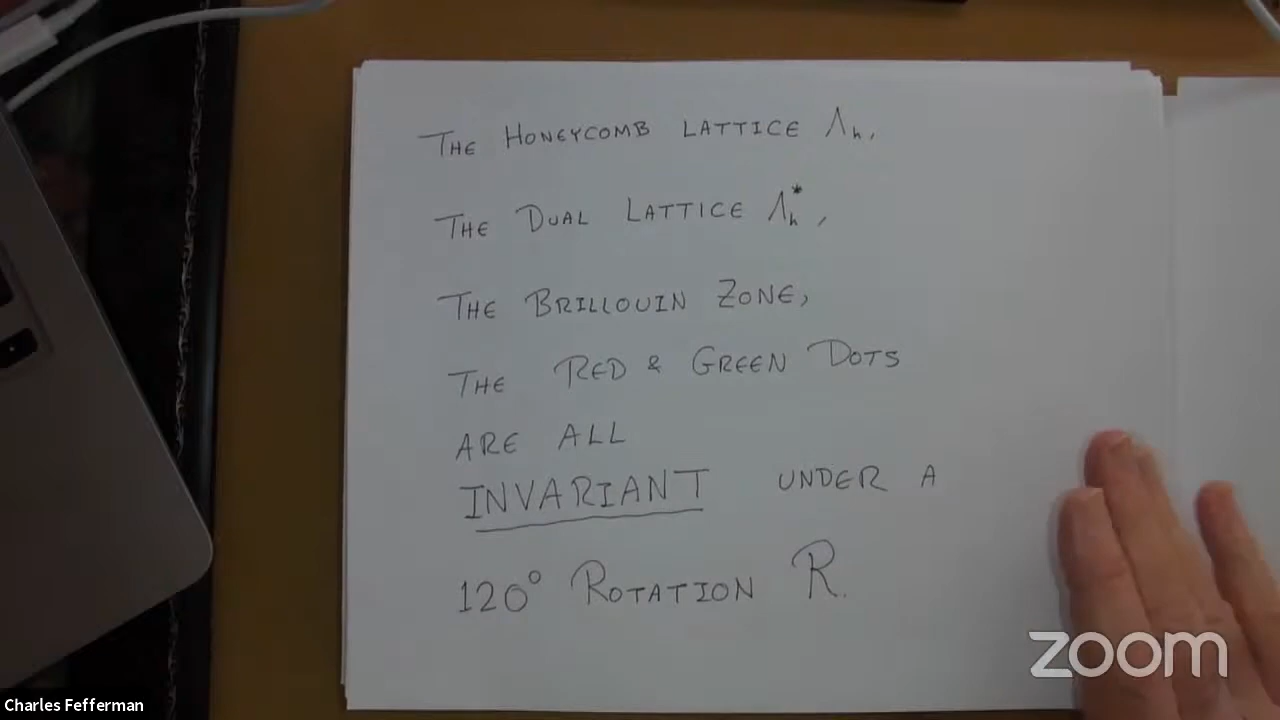 THE HONEYCOMB LATTICE Λh,
THE DUAL LATTICE Λh*,
THE BRILLOUIN ZONE,
THE RED & GREEN DOTS
ARE ALL
INVARIANT UNDER A
120° ROTATION R.
zoom
Charles Fefferman